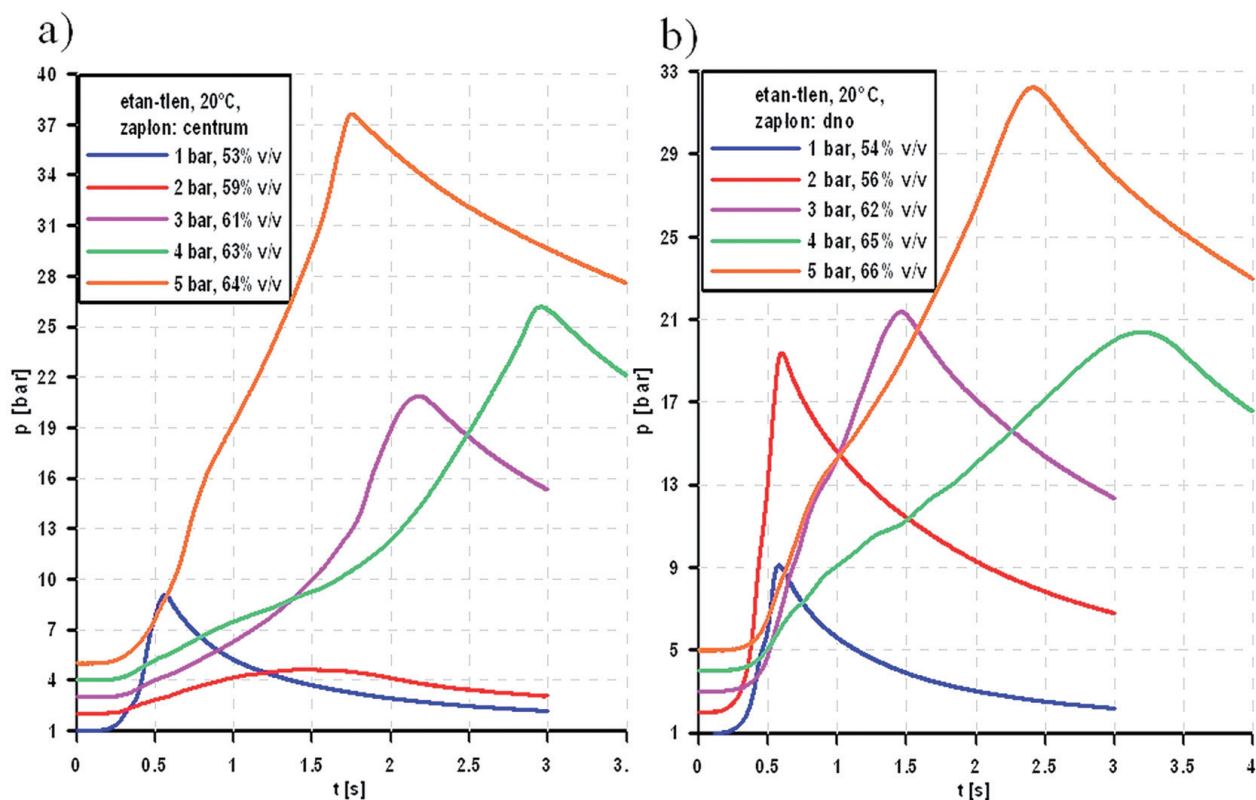 a)
40
37
34
31
28
25
22
19
16
13
10
7
4
1
p [bar]
etan-tlen, 20°C,
zaplon: centrum
1 bar, 53% v/v
2 bar, 59% v/v
3 bar, 61% v/v
4 bar, 63% v/v
5 bar, 64% v/v
0 0.5 1 1.5 2 2.5 3 3.
t [s]
b)
33
29
25
21
17
13
9
5
1
p [bar]
etan-tlen, 20°C,
zaplon: dno
1 bar, 54% v/v
2 bar, 56% v/v
3 bar, 62% v/v
4 bar, 65% v/v
5 bar, 66% v/v
0 0.5 1 1.5 2 2.5 3 3.5 4
t [s]